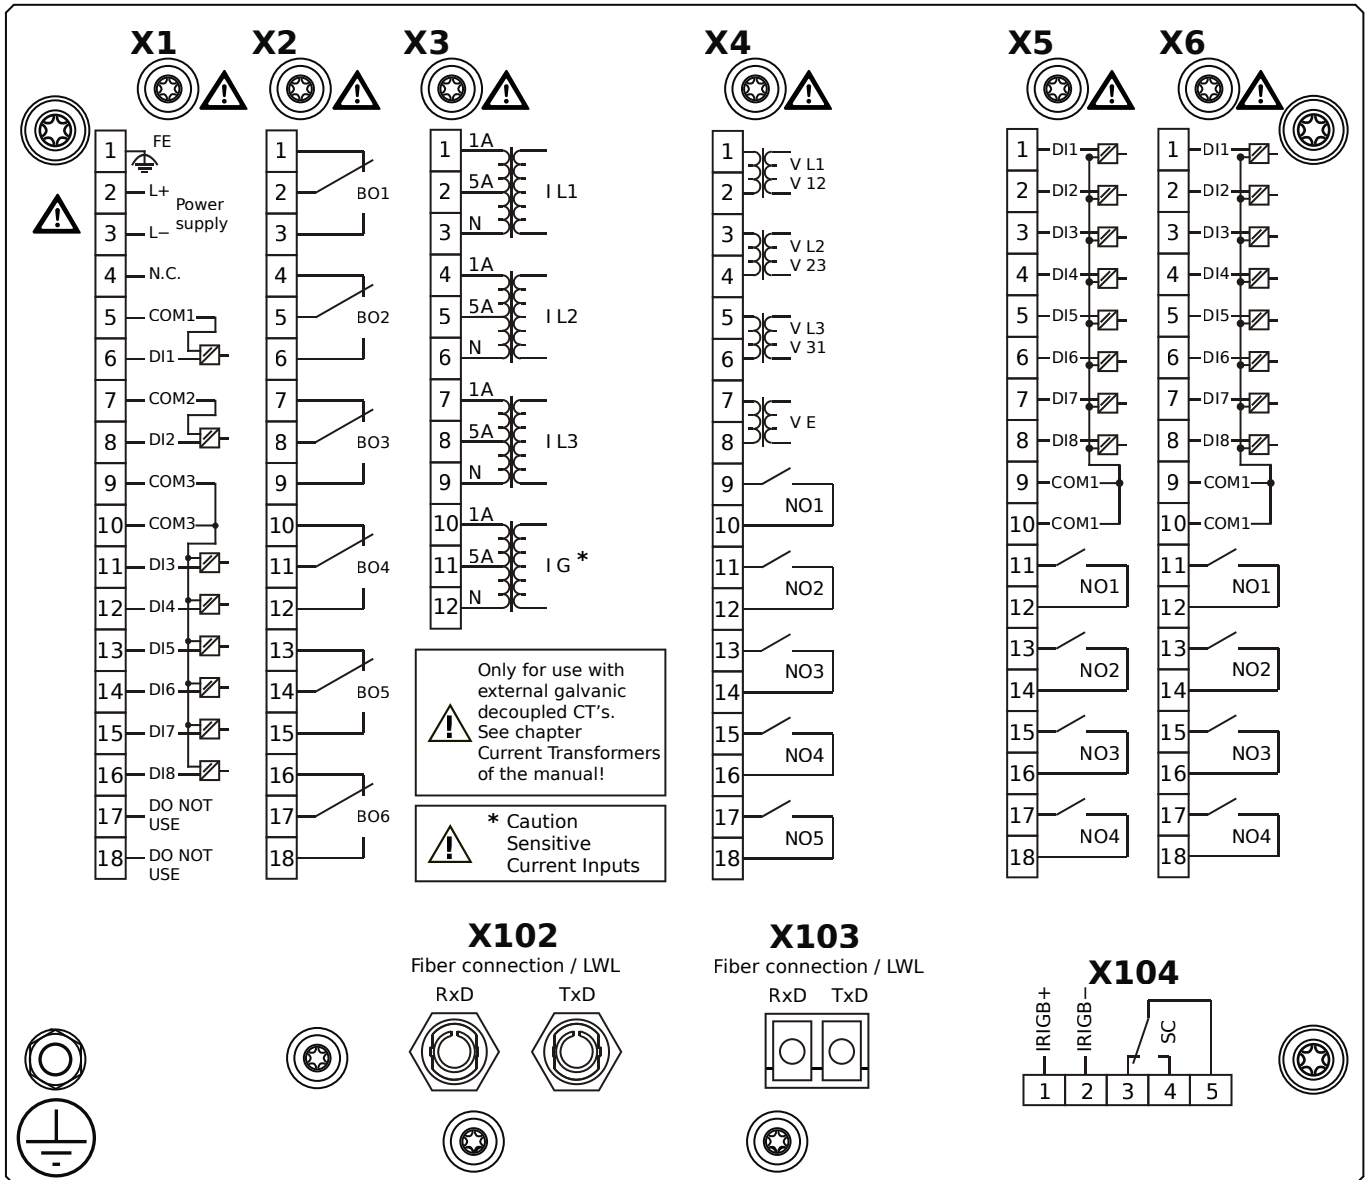 X1 X2 X3 X4 X5 X6
1 FE
2 L+
Power
supply
3 L−
4 N.C.
5 COM1
6 DI1
7 COM2
8 DI2
9 COM3
10 COM3
11 DI3
12 DI4
13 DI5
14 DI6
15 DI7
16 DI8
17 DO NOT
USE
18 DO NOT
USE
1
2 BO1
3
4
5 BO2
6
7
8 BO3
9
10
11 BO4
12
13
14 BO5
15
16
17 BO6
18
1 1A
2 5A I L1
3 N
4 1A
5 5A I L2
6 N
7 1A
8 5A I L3
9 N
10 1A
11 5A I G *
12 N
Only for use with
external galvanic
decoupled CT's.
See chapter
Current Transformers
of the manual!
* Caution
Sensitive
Current Inputs
1 V L1
2 V 12
3 V L2
4 V 23
5 V L3
6 V 31
7
V E
8
9
NO1
10
11
NO2
12
13
NO3
14
15
NO4
16
17
NO5
18
1 DI1
2 DI2
3 DI3
4 DI4
5 DI5
6 DI6
7 DI7
8 DI8
9 COM1
10 COM1
11
NO1
12
13
NO2
14
15
NO3
16
17
NO4
18
1 DI1
2 DI2
3 DI3
4 DI4
5 DI5
6 DI6
7 DI7
8 DI8
9 COM1
10 COM1
11
NO1
12
13
NO2
14
15
NO3
16
17
NO4
18
X102
Fiber connection / LWL
RxD TxD
X103
Fiber connection / LWL
RxD TxD
X104
IRIGB+
IRIGB−
SC
1 2 3 4 5